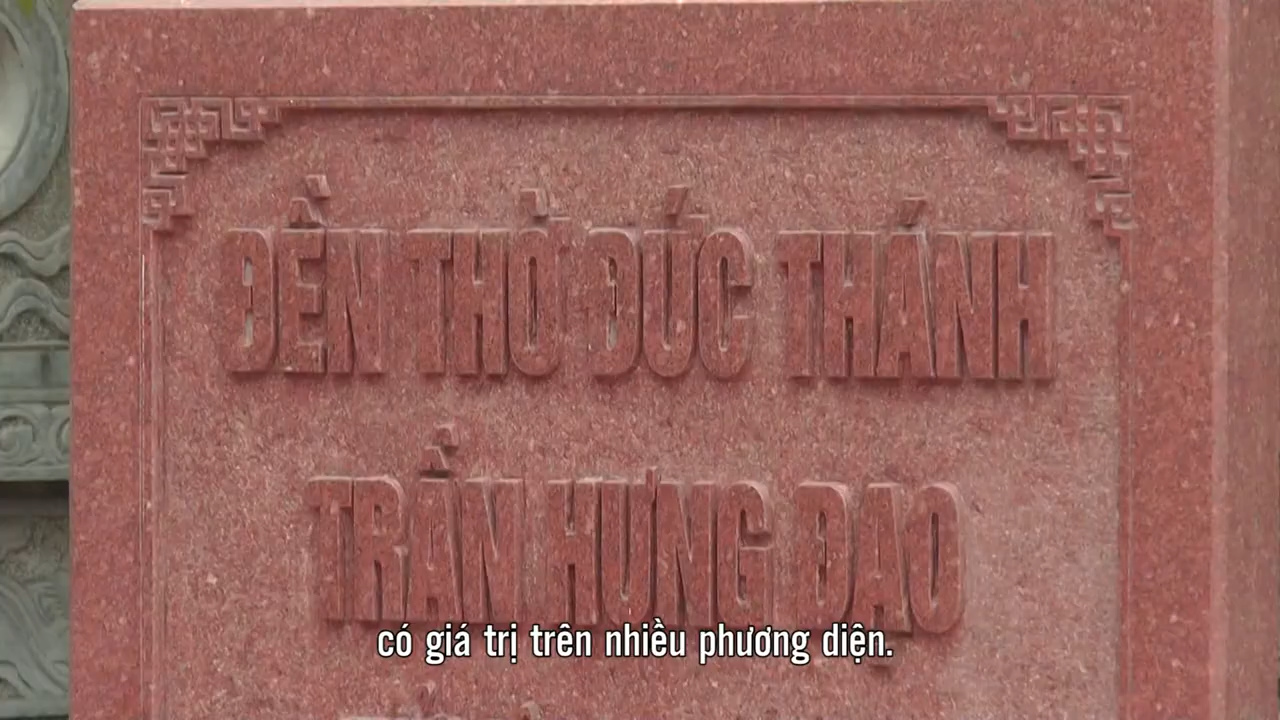 ĐỀN THỜ ĐỨC THÁNH
TRẦN HƯNG ĐẠO
có giá trị trên nhiều phương diện.